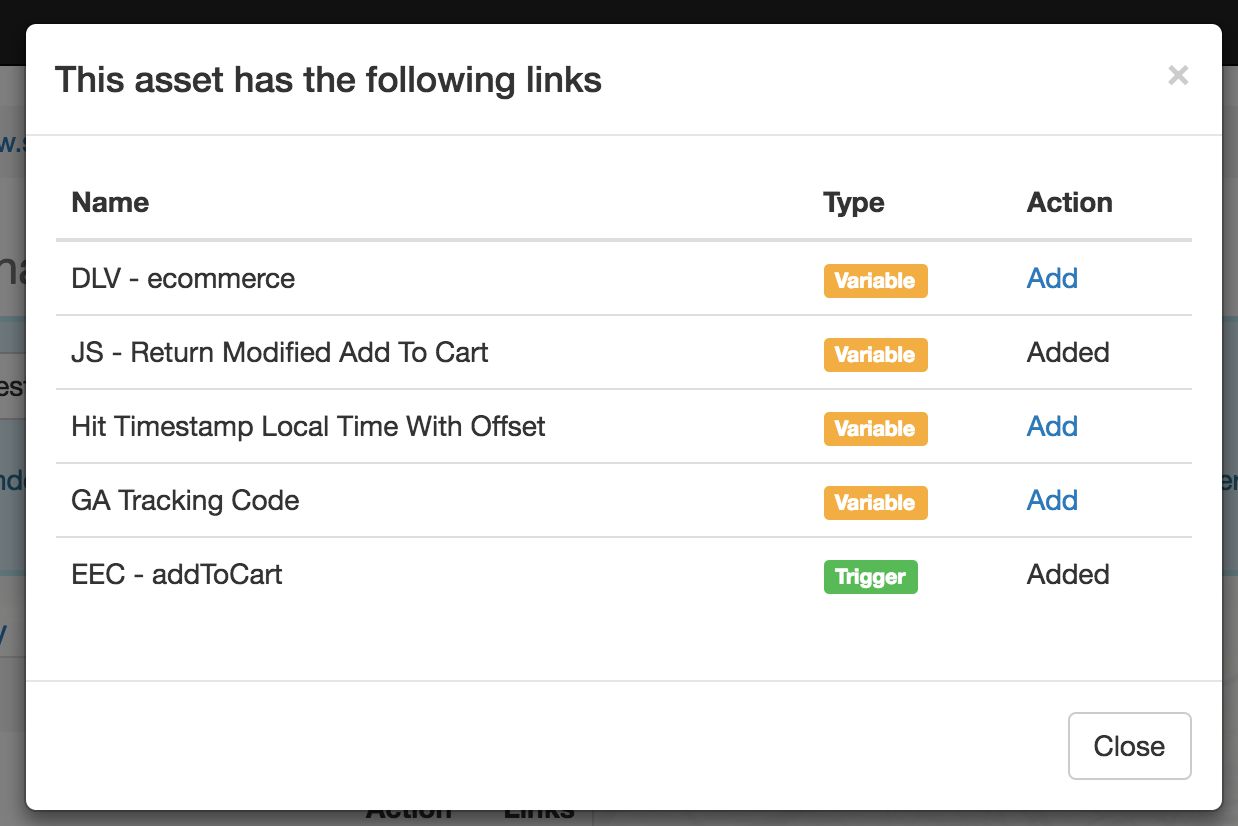 This asset has the following links ×
Name Type Action
DLV - ecommerce Variable Add
JS - Return Modified Add To Cart Variable Added
Hit Timestamp Local Time With Offset Variable Add
GA Tracking Code Variable Add
EEC - addToCart Trigger Added
Close
Action Links